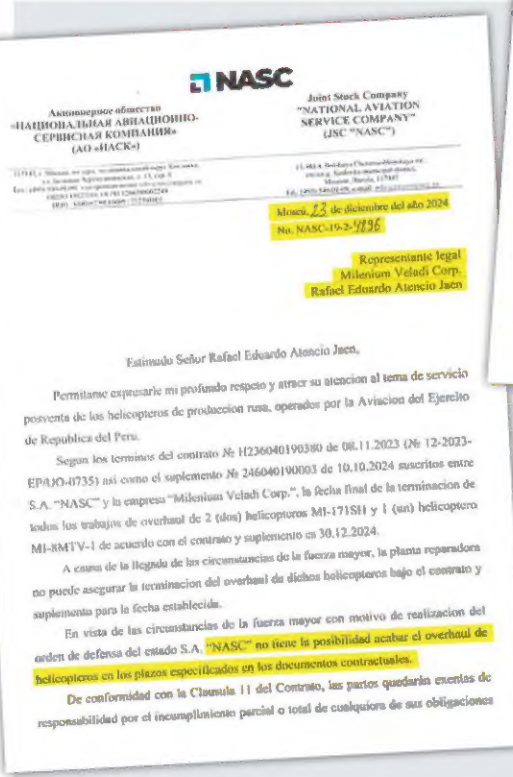 NASC
Акционерное общество
«НАЦИОНАЛЬНАЯ АВИАЦИОННО-
СЕРВИСНАЯ КОМПАНИЯ»
(АО «НАСК»)
Joint Stock Company
"NATIONAL AVIATION
SERVICE COMPANY"
(JSC "NASC")
Moscú, 23 de diciembre del año 2024
No. NASC-19-2-4896
Representante legal
Milenium Veladi Corp.
Rafael Eduardo Atencio Jaen
Estimado Señor Rafael Eduardo Atencio Jaen,
Permitame expresarle mi profundo respeto y atraer su atencion al tema de servicio
posventa de los helicopteros de produccion rusa, operados por la Aviacion del Ejercito
de Republica del Peru.
Segun los terminos del contrato № H236040190380 de 08.11.2023 (№ 12-2023-
EP/UO-0735) asi como el suplemento № 246040190003 de 10.10.2024 suscritos entre
S.A. "NASC" y la empresa "Milenium Veladi Corp.", la fecha final de la terminacion de
todos los trabajos de overhaul de 2 (dos) helicopteros MI-171SH y 1 (un) helicoptero
MI-8MTV-1 de acuerdo con el contrato y suplemento es 30.12.2024.
A causa de la llegada de las circunstancias de la fuerza mayor, la planta reparadora
no puede asegurar la terminacion del overhaul de dichos helicopteros bajo el contrato y
suplemento para la fecha establecida.
En vista de las circunstancias de la fuerza mayor con motivo de realizacion del
orden de defensa del estado S.A. "NASC" no tiene la posibilidad acabar el overhaul de
helicopteros en los plazos especificados en los documentos contractuales.
De conformidad con la Clausula 11 del Contrato, las partes quedarán exentas de
responsabilidad por el incumplimiento parcial o total de cualquiera de sus obligaciones